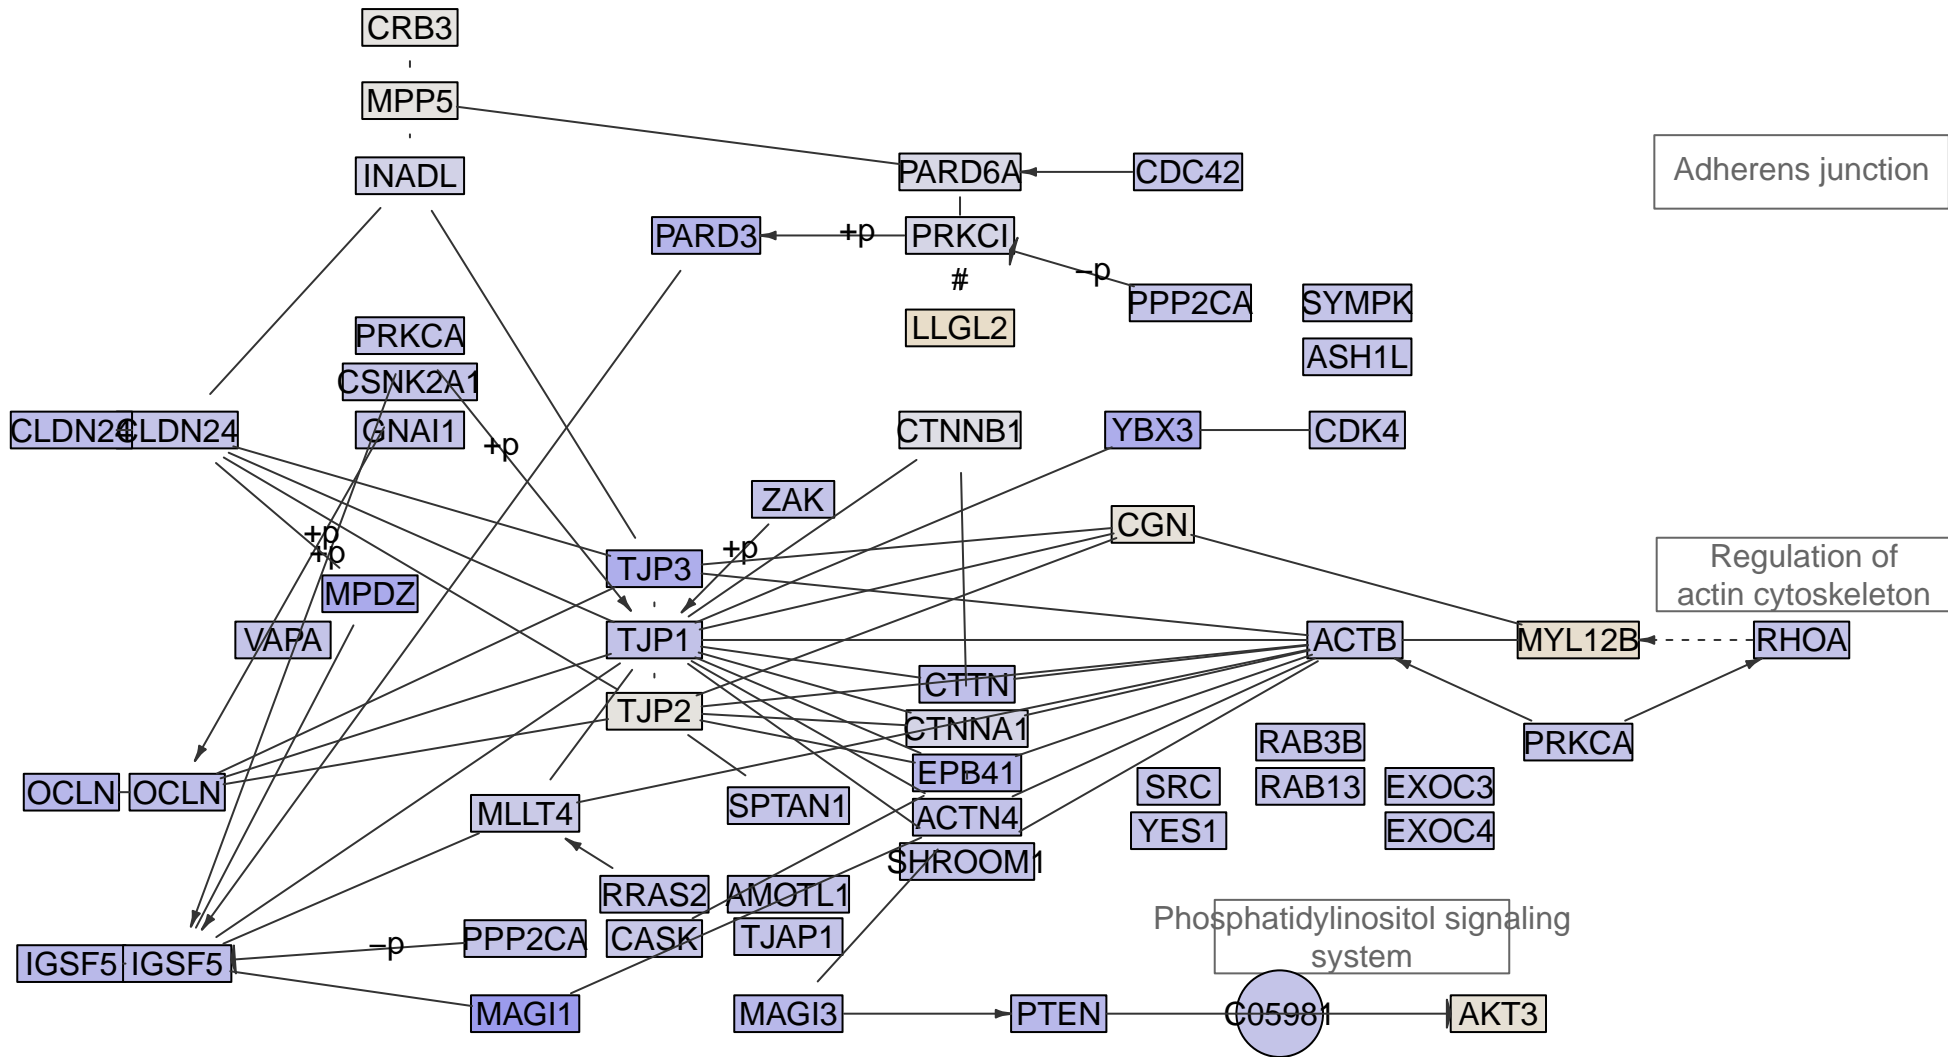 CRB3
MPP5
INADL
PARD6A
CDC42
Adherens junction
PARD3
+p
PRKCI
#
−p
PPP2CA
SYMPK
LLGL2
PRKCA
ASH1L
CSNK2A1
CLDN24
CLDN24
GNAI1
+p
CTNNB1
YBX3
CDK4
ZAK
CGN
+p
+p
+p
TJP3
Regulation of
actin cytoskeleton
MPDZ
VAPA
TJP1
ACTB
MYL12B
RHOA
CTTN
TJP2
CTNNA1
RAB3B
PRKCA
EPB41
OCLN
OCLN
SRC
RAB13
EXOC3
MLLT4
SPTAN1
ACTN4
YES1
EXOC4
SHROOM1
RRAS2
AMOTL1
Phosphatidylinositol signaling
system
−p
PPP2CA
CASK
TJAP1
IGSF5
IGSF5
MAGI1
MAGI3
PTEN
C05981
AKT3